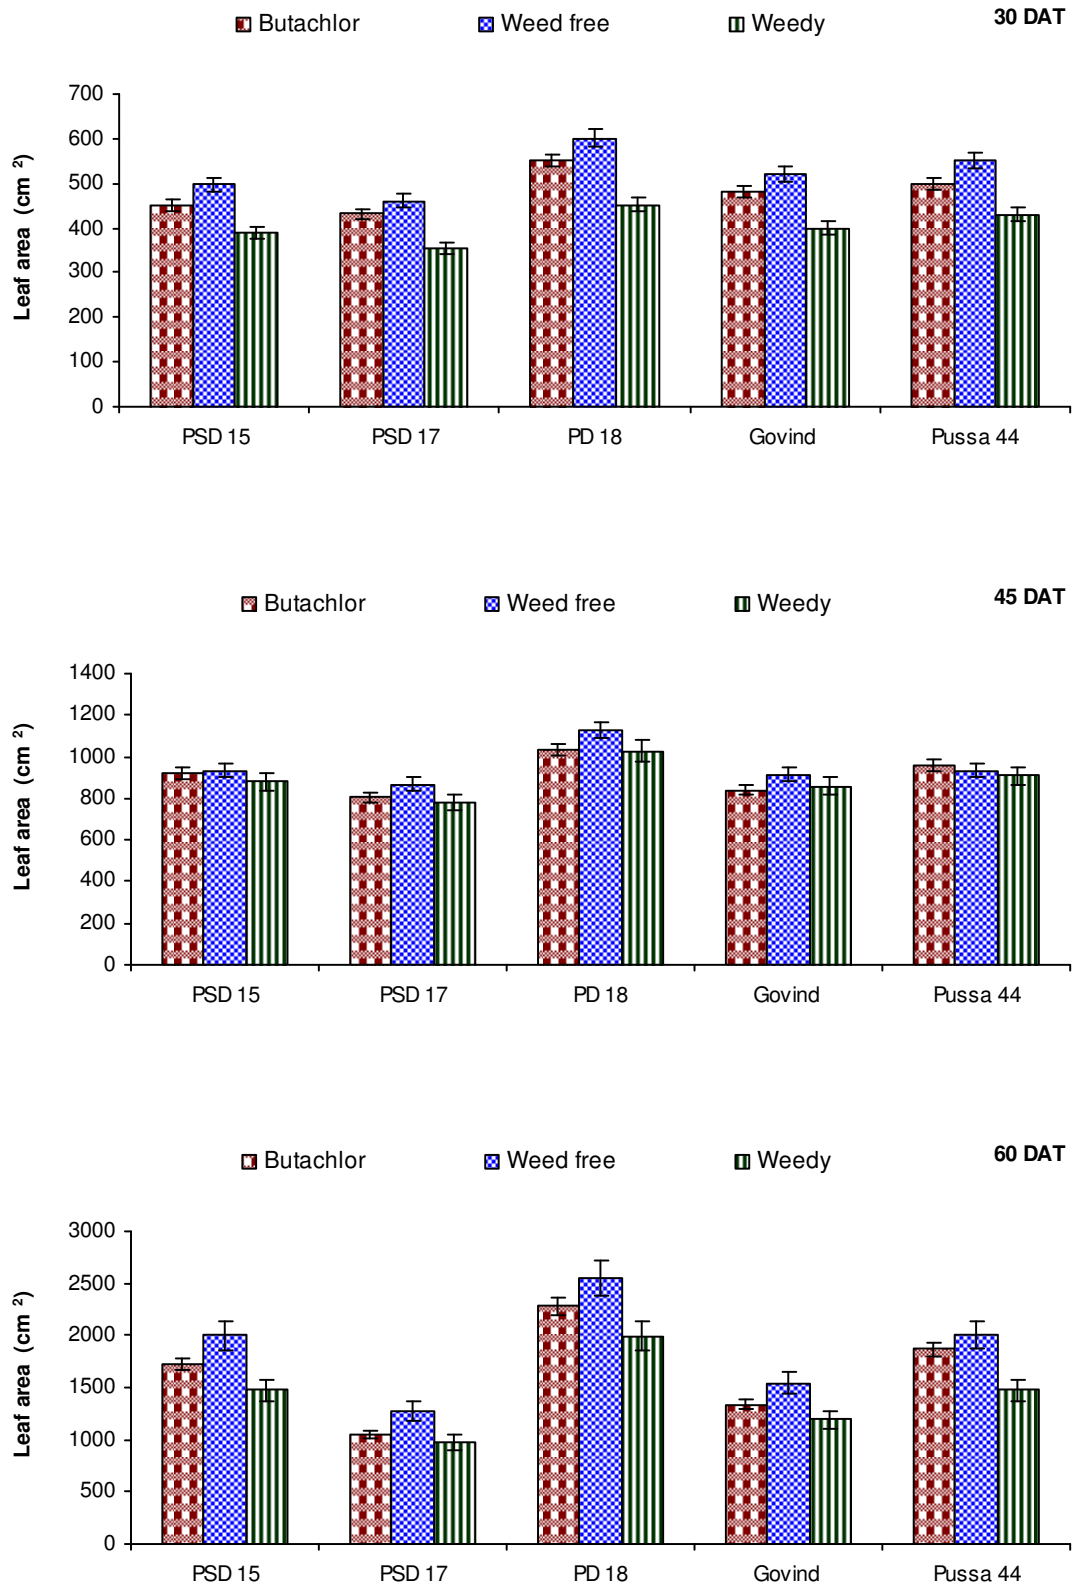 Butachlor Weed free Weedy 30 DAT
700
600
500
400
300
200
100
0
Leaf area (cm ²)
PSD 15 PSD 17 PD 18 Govind Pussa 44
Butachlor Weed free Weedy 45 DAT
1400
1200
1000
800
600
400
200
0
Leaf area (cm ²)
PSD 15 PSD 17 PD 18 Govind Pussa 44
Butachlor Weed free Weedy 60 DAT
3000
2500
2000
1500
1000
500
0
Leaf area (cm ²)
PSD 15 PSD 17 PD 18 Govind Pussa 44